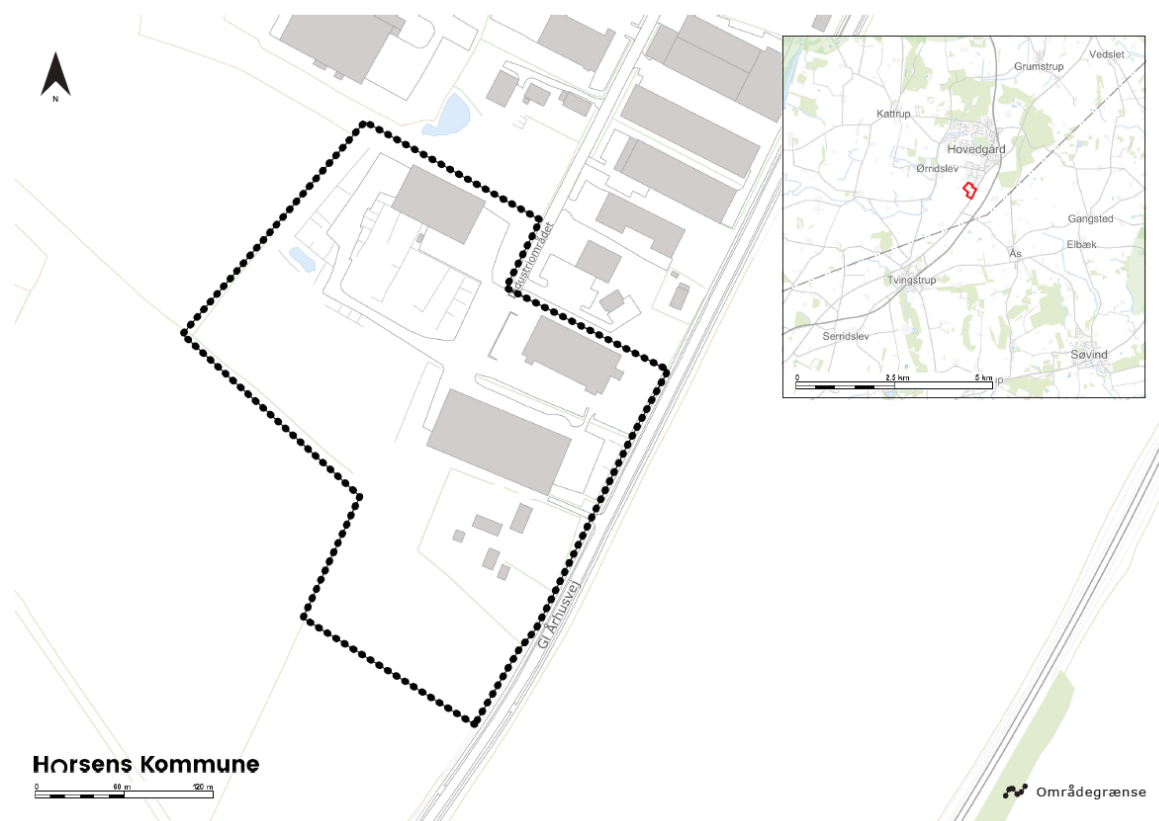 N
Industriområdet
Gl Århusvej
Vedslet
Grumstrup
Kattrup
Hovedgård
Ørridslev
Gangsted
Elbæk
Ås
Tvingstrup
Serridslev
Søvind
0 2.5 km 5 km
up
Horsens Kommune
0 60 m 120 m
Områdegrænse